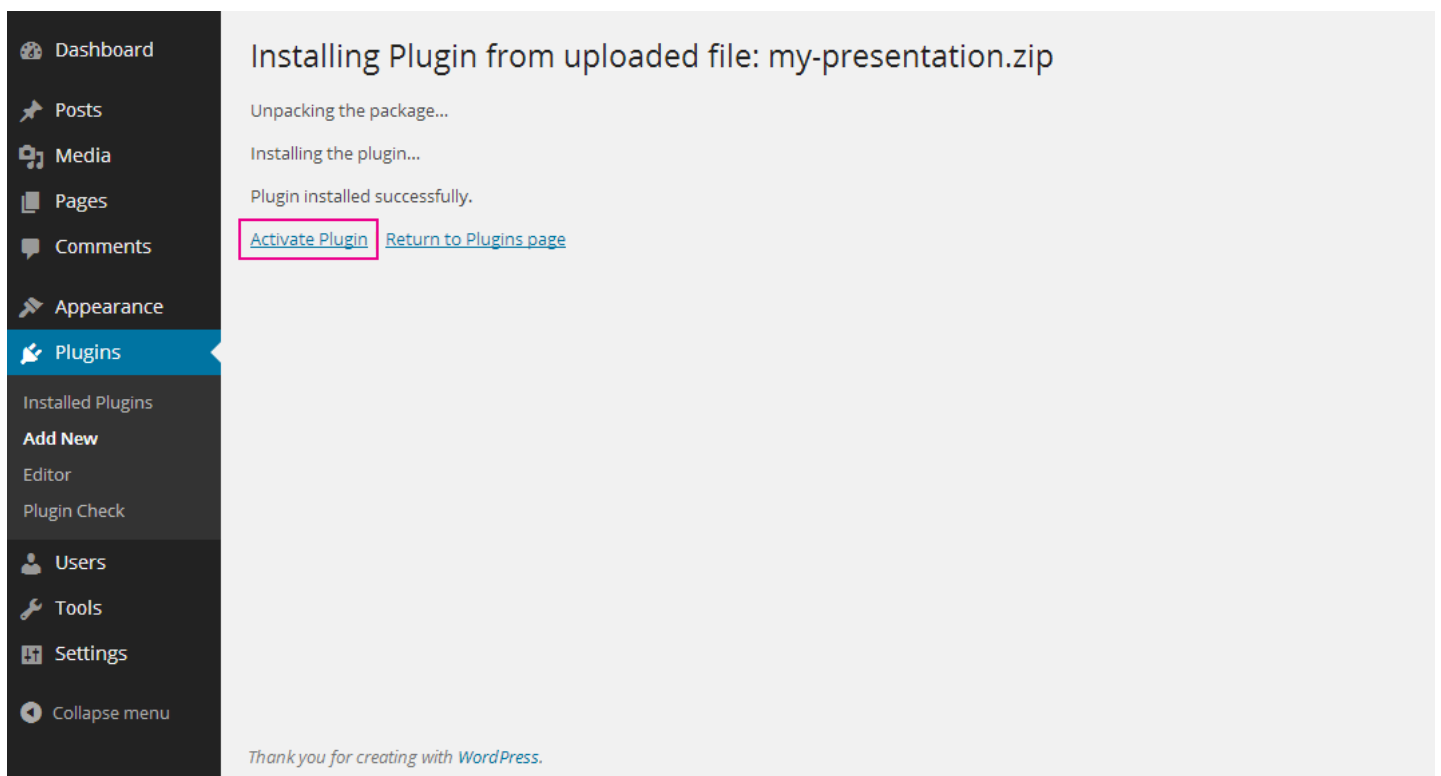 Dashboard
Posts
Media
Pages
Comments
Appearance
Plugins
Installed Plugins
Add New
Editor
Plugin Check
Users
Tools
Settings
Collapse menu
Installing Plugin from uploaded file: my-presentation.zip
Unpacking the package...
Installing the plugin...
Plugin installed successfully.
Activate Plugin Return to Plugins page
Thank you for creating with WordPress.